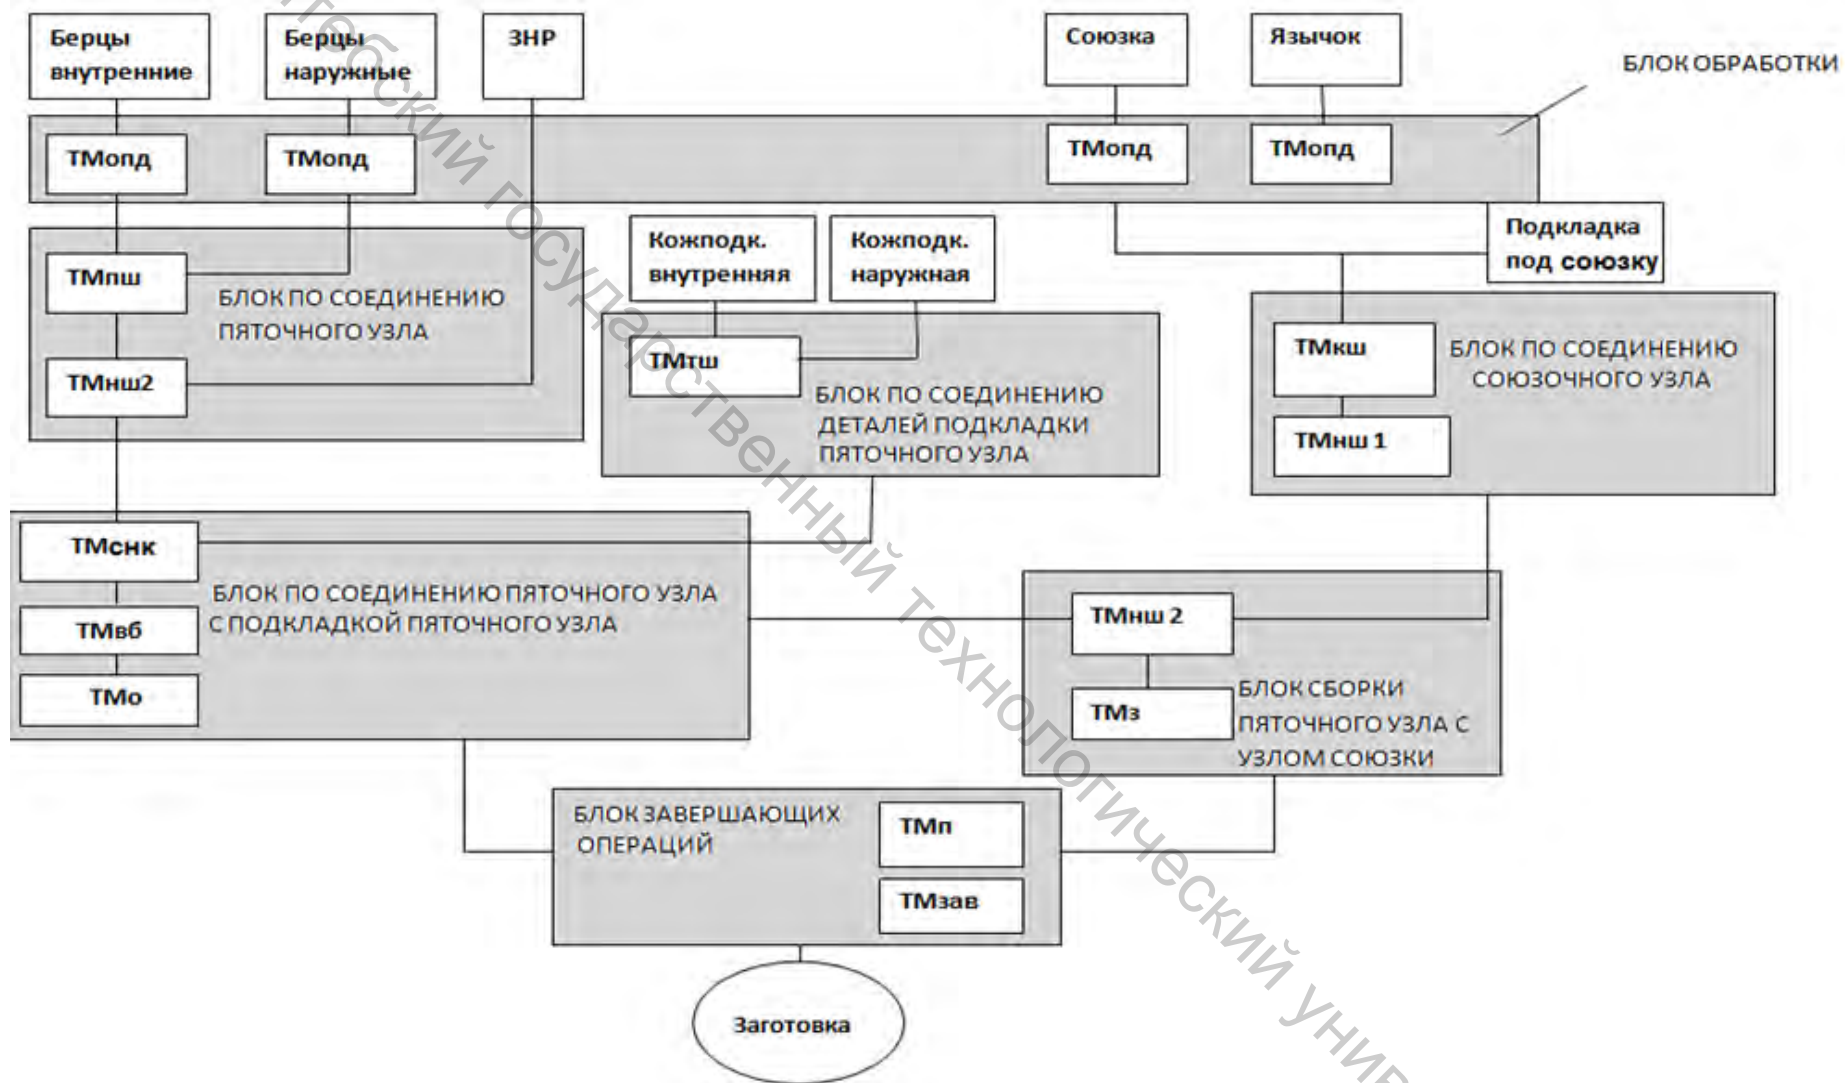 Берцы
внутренние
Берцы
наружные
ЗНР
Союзка
Язычок
БЛОК ОБРАБОТКИ
ТМопд
ТМопд
ТМопд
ТМопд
Подкладка
под союзку
Кожподк.
внутренняя
Кожподк.
наружная
ТМпш
БЛОК ПО СОЕДИНЕНИЮ
ПЯТОЧНОГО УЗЛА
ТМнш2
ТМтш
БЛОК ПО СОЕДИНЕНИЮ
ДЕТАЛЕЙ ПОДКЛАДКИ
ПЯТОЧНОГО УЗЛА
ТМкш
БЛОК ПО СОЕДИНЕНИЮ
СОЮЗОЧНОГО УЗЛА
ТМнш 1
ТМснк
БЛОК ПО СОЕДИНЕНИЮ ПЯТОЧНОГО УЗЛА
С ПОДКЛАДКОЙ ПЯТОЧНОГО УЗЛА
ТМвб
ТМо
ТМнш 2
ТМз
БЛОК СБОРКИ
ПЯТОЧНОГО УЗЛА С
УЗЛОМ СОЮЗКИ
БЛОК ЗАВЕРШАЮЩИХ
ОПЕРАЦИЙ
ТМп
ТМзав
Заготовка
государственный технологический